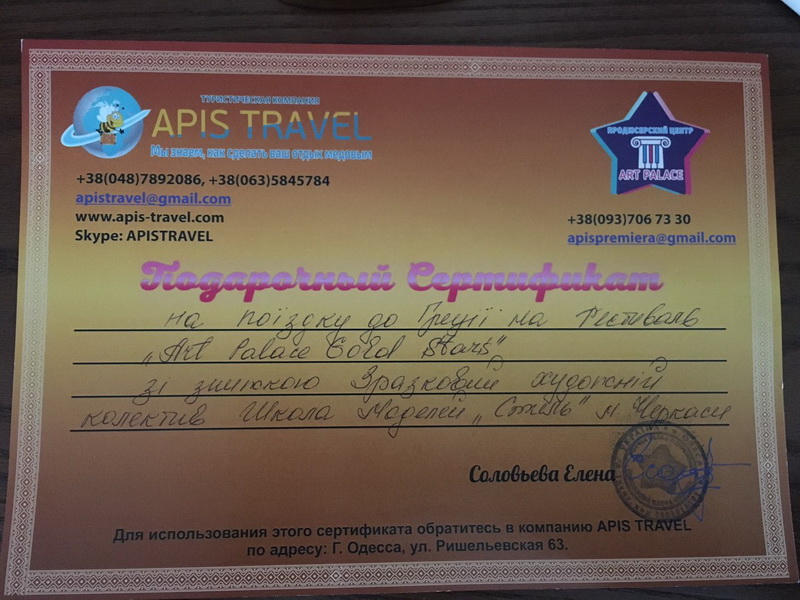 ТУРИСТИЧЕСКАЯ КОМПАНИЯ
APIS TRAVEL
Мы знаем, как сделать ваш отдых медовым
+38(048)7892086, +38(063)5845784
apistravel@gmail.com
www.apis-travel.com
Skype: APISTRAVEL
ПРОДЮСЕРСКИЙ ЦЕНТР
ART PALACE
+38(093)706 73 30
apispremiera@gmail.com
Подарочный Сертификат
на поїздку до Греції на Фестиваль
„Art Palace Gold Stars"
зі знижкою Зразковий художній
колектив Школа Моделей „Стиль" м. Черкаси
Соловьева Елена
Для использования этого сертификата обратитесь в компанию APIS TRAVEL
по адресу: Г. Одесса, ул. Ришельевская 63.